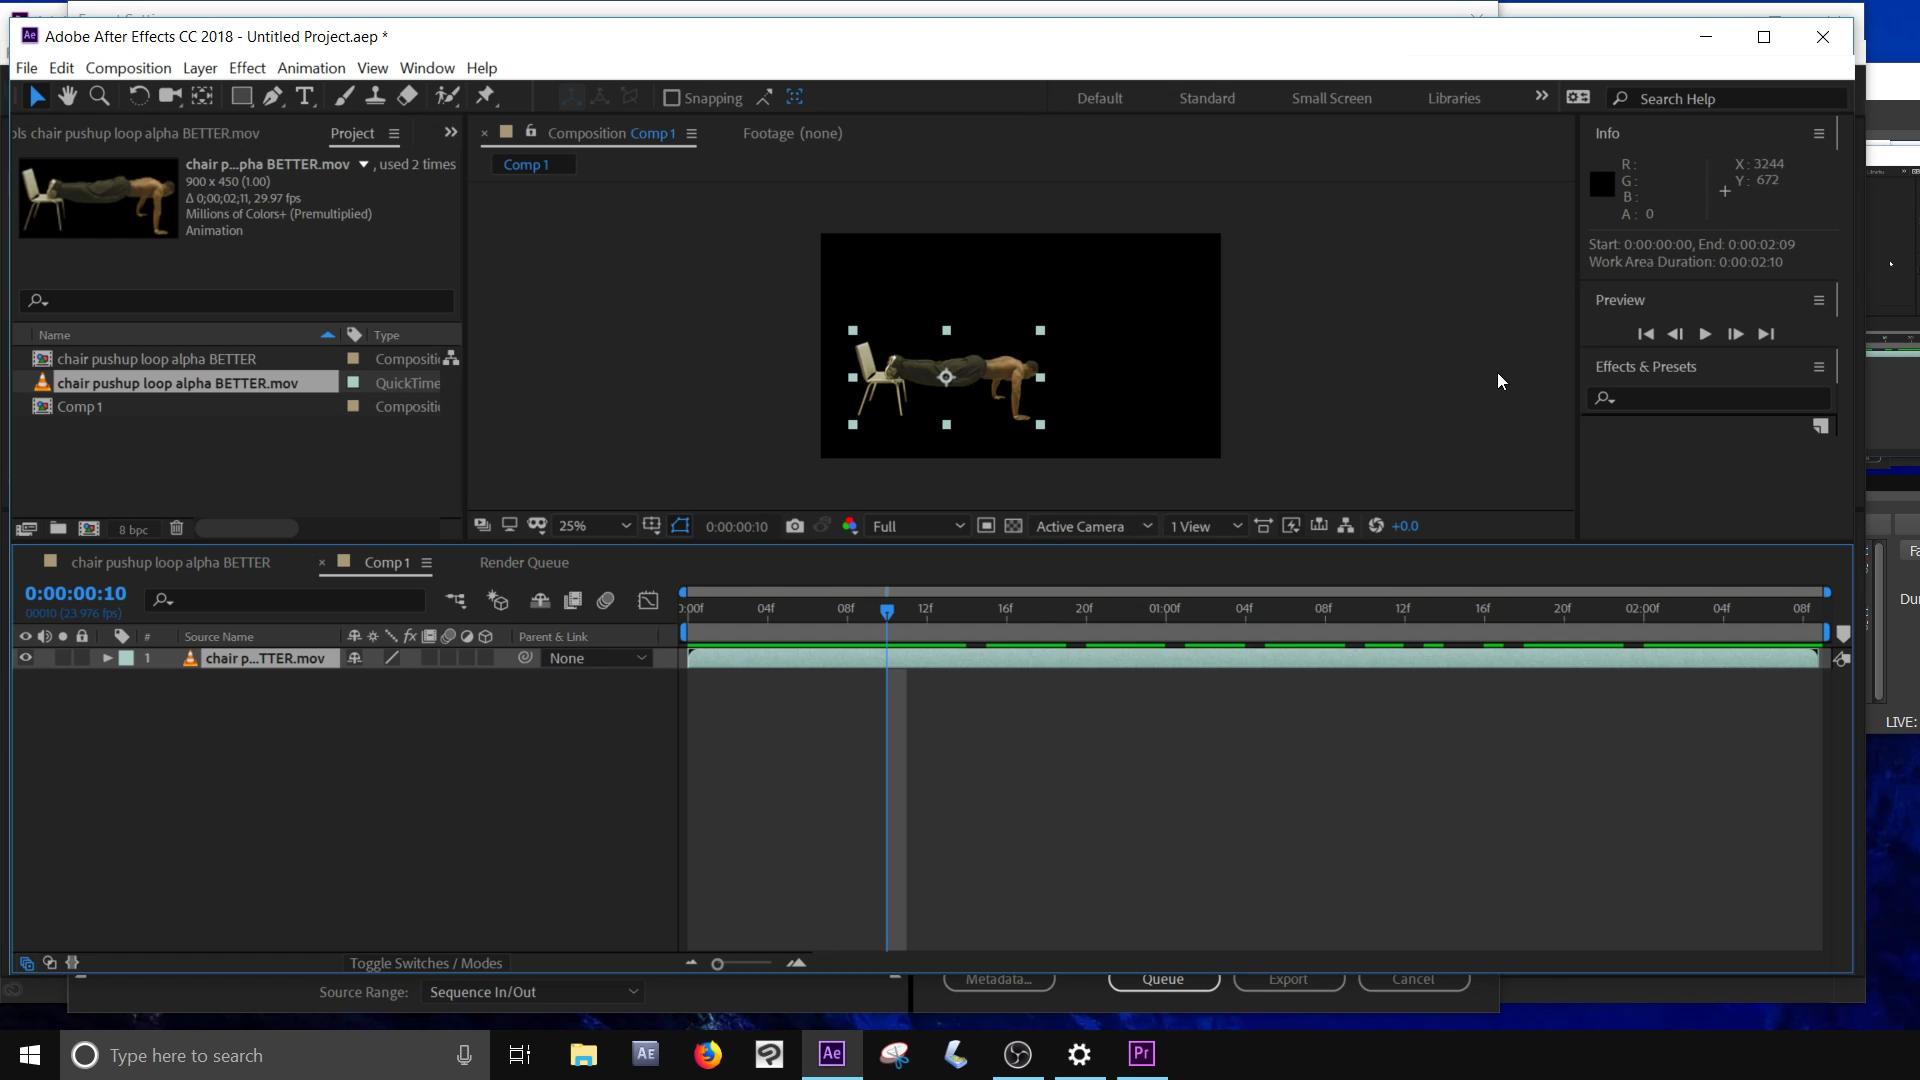 Adobe After Effects CC 2018 - Untitled Project.aep *
File Edit Composition Layer Effect Animation View Window Help
Snapping
Default Standard Small Screen Libraries
Search Help
ols chair pushup loop alpha BETTER.mov
Project
Composition Comp 1
Footage (none)
Info
Comp 1
chair p...pha BETTER.mov , used 2 times
900 x 450 (1.00)
Δ 0;00;02;11, 29.97 fps
Millions of Colors+ (Premultiplied)
Animation
R:
G:
B:
A: 0
X: 3244
Y: 672
Start: 0:00:00:00, End: 0:00:02:09
Work Area Duration: 0:00:02:10
Preview
Effects & Presets
Name Type
chair pushup loop alpha BETTER Compositi
chair pushup loop alpha BETTER.mov QuickTime
Comp 1 Compositi
8 bpc
25% 0:00:00:10 Full Active Camera 1 View +0.0
chair pushup loop alpha BETTER
Comp 1
Render Queue
0:00:00:10
00010 (23.976 fps)
0:00f 04f 08f 12f 16f 20f 01:00f 04f 08f 12f 16f 20f 02:00f 04f 08f
# Source Name fx Parent & Link
1 chair p...TTER.mov None
Toggle Switches / Modes
Source Range: Sequence In/Out
Metadata... Queue Export Cancel
Fa
Du
LIVE:
Type here to search
AE Ae Pr